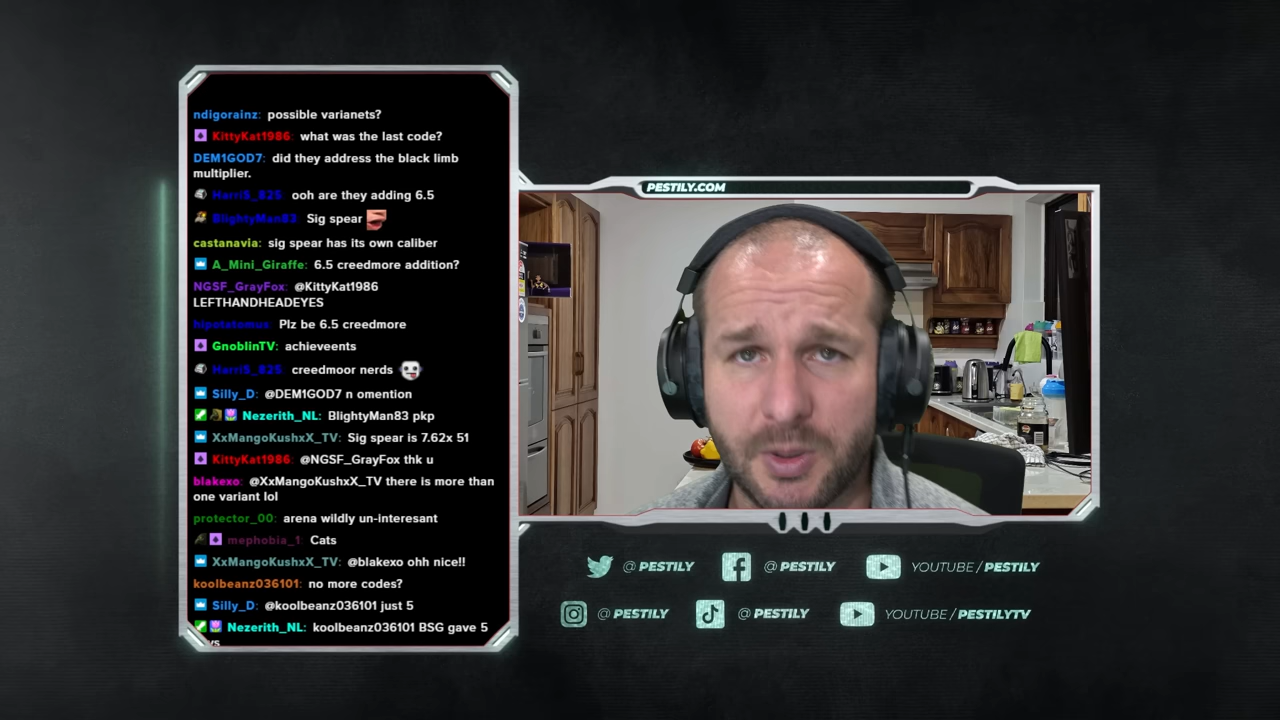 ndigorainz: possible varianets?
KittyKat1986: what was the last code?
DEM1GOD7: did they address the black limb
multiplier.
HarriS_825: ooh are they adding 6.5
BlightyMan83: Sig spear
castanavia: sig spear has its own caliber
A_Mini_Giraffe: 6.5 creedmore addition?
NGSF_GrayFox: @KittyKat1986
LEFTHANDHEADEYES
hipototomus: Plz be 6.5 creedmore
GnoblinTV: achieveents
HarriS_825: creedmoor nerds
Silly_D: @DEM1GOD7 n omention
Nezerith_NL: BlightyMan83 pkp
XxMangoKushxX_TV: Sig spear is 7.62x 51
KittyKat1986: @NGSF_GrayFox thk u
blakexo: @XxMangoKushxX_TV there is more than
one variant lol
protector_00: arena wildly un-interesant
mephobia_1: Cats
XxMangoKushxX_TV: @blakexo ohh nice!!
koolbeanz036101: no more codes?
Silly_D: @koolbeanz036101 just 5
Nezerith_NL: koolbeanz036101 BSG gave 5
PESTILY.COM
@PESTILY @PESTILY YOUTUBE / PESTILY
@PESTILY @PESTILY YOUTUBE / PESTILYTV